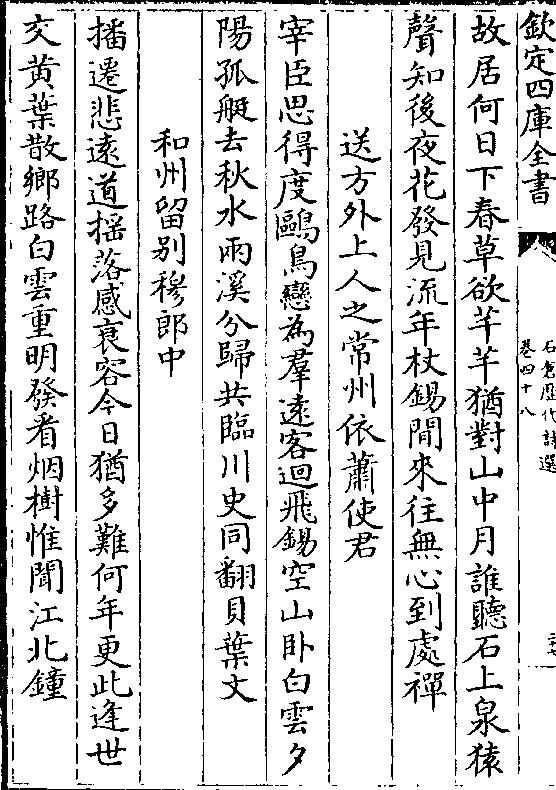 欽定四庫全書
石倉歷代詩選
卷四十八
二十七
故居何日下春草欲芊芊猶對山中月誰聽石上泉猿
聲知後夜花發見流年杖錫閒來往無心到處禪
送方外上人之常州依蕭使君
宰臣思得度鷗鳥戀為羣遠客迴飛錫空山卧白雲夕
陽孤艇去秋水兩溪分歸共臨川史同翻貝葉文
和州留别穆郎中
播遷悲遠道揺落感衰容今日猶多難何年更此逢世
交黄葉散鄉路白雲重明發看烟樹惟聞江北鐘